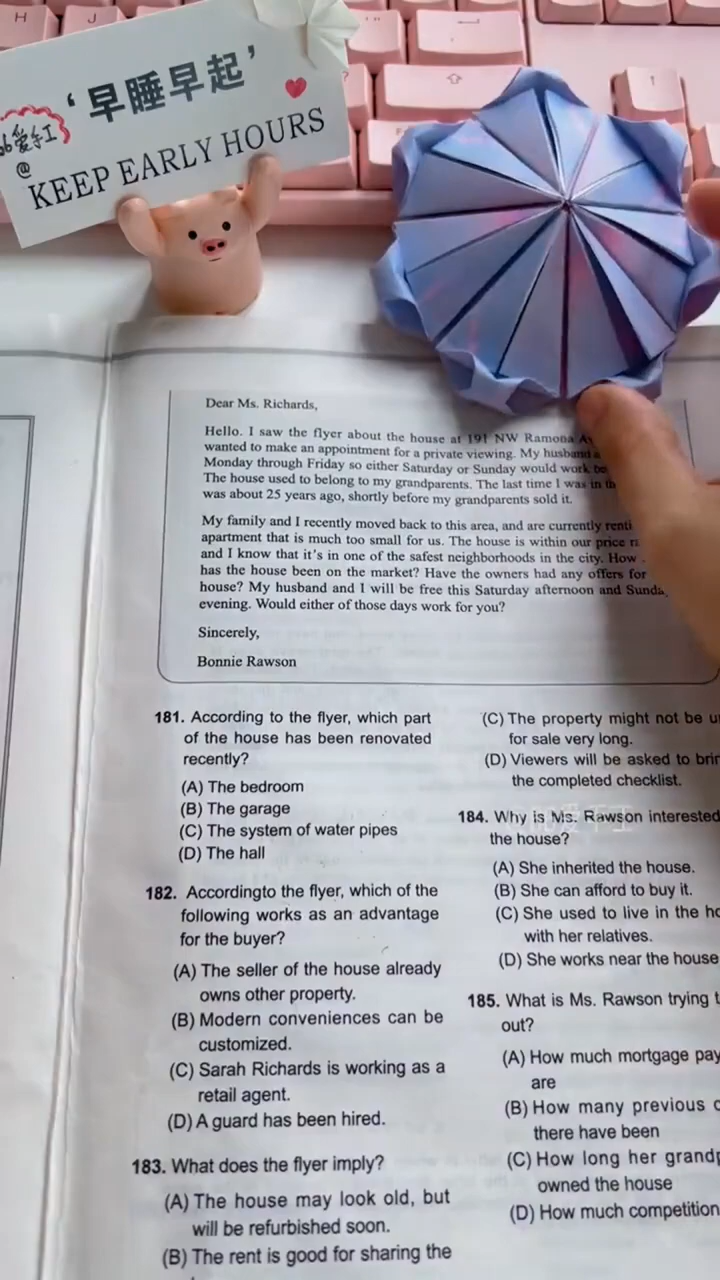 H
J
'早睡早起'
66爱手工
@
KEEP EARLY HOURS
Dear Ms. Richards,
Hello. I saw the flyer about the house at 191 NW Ramona
wanted to make an appointment for a private viewing. My husband
Monday through Friday so either Saturday or Sunday would work
The house used to belong to my grandparents. The last time I was in
was about 25 years ago, shortly before my grandparents sold it.
My family and I recently moved back to this area, and are currently
apartment that is much too small for us. The house is within our price
and I know that it's in one of the safest neighborhoods in the city. How
has the house been on the market? Have the owners had any offers for
house? My husband and I will be free this Saturday afternoon and
evening. Would either of those days work for you?
Sincerely,
Bonnie Rawson
181. According to the flyer, which part
of the house has been renovated
recently?
(A) The bedroom
(B) The garage
(C) The system of water pipes
(D) The hall
182. Accordingto the flyer, which of the
following works as an advantage
for the buyer?
(A) The seller of the house already
owns other property.
(B) Modern conveniences can be
customized.
(C) Sarah Richards is working as a
retail agent.
(D) A guard has been hired.
183. What does the flyer imply?
(A) The house may look old, but
will be refurbished soon.
(B) The rent is good for sharing the
(C) The property might not be
for sale very long.
(D) Viewers will be asked to
the completed checklist.
184. Why is Ms. Rawson interested
the house?
(A) She inherited the house.
(B) She can afford to buy it.
(C) She used to live in the
with her relatives.
(D) She works near the house
185. What is Ms. Rawson trying
out?
(A) How much mortgage
are
(B) How many previous
there have been
(C) How long her
owned the house
(D) How much competition